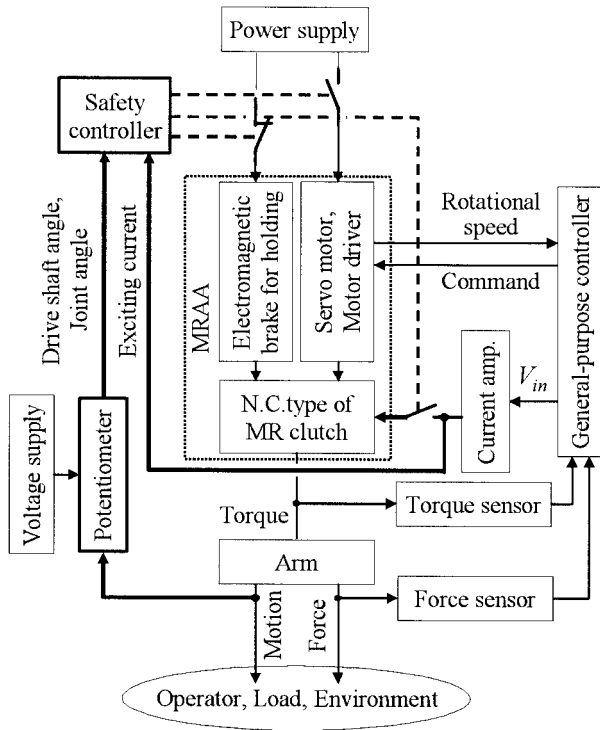 Power supply
Safety
controller
Drive shaft angle,
Joint angle
Exciting current
MRAA
Electromagnetic
brake for holding
Servo motor,
Motor driver
Rotational
speed
Command
General-purpose controller
N.C.type of
MR clutch
Current amp.
V_in
Voltage supply
Potentiometer
Torque
Torque sensor
Arm
Motion
Force
Force sensor
Operator, Load, Environment